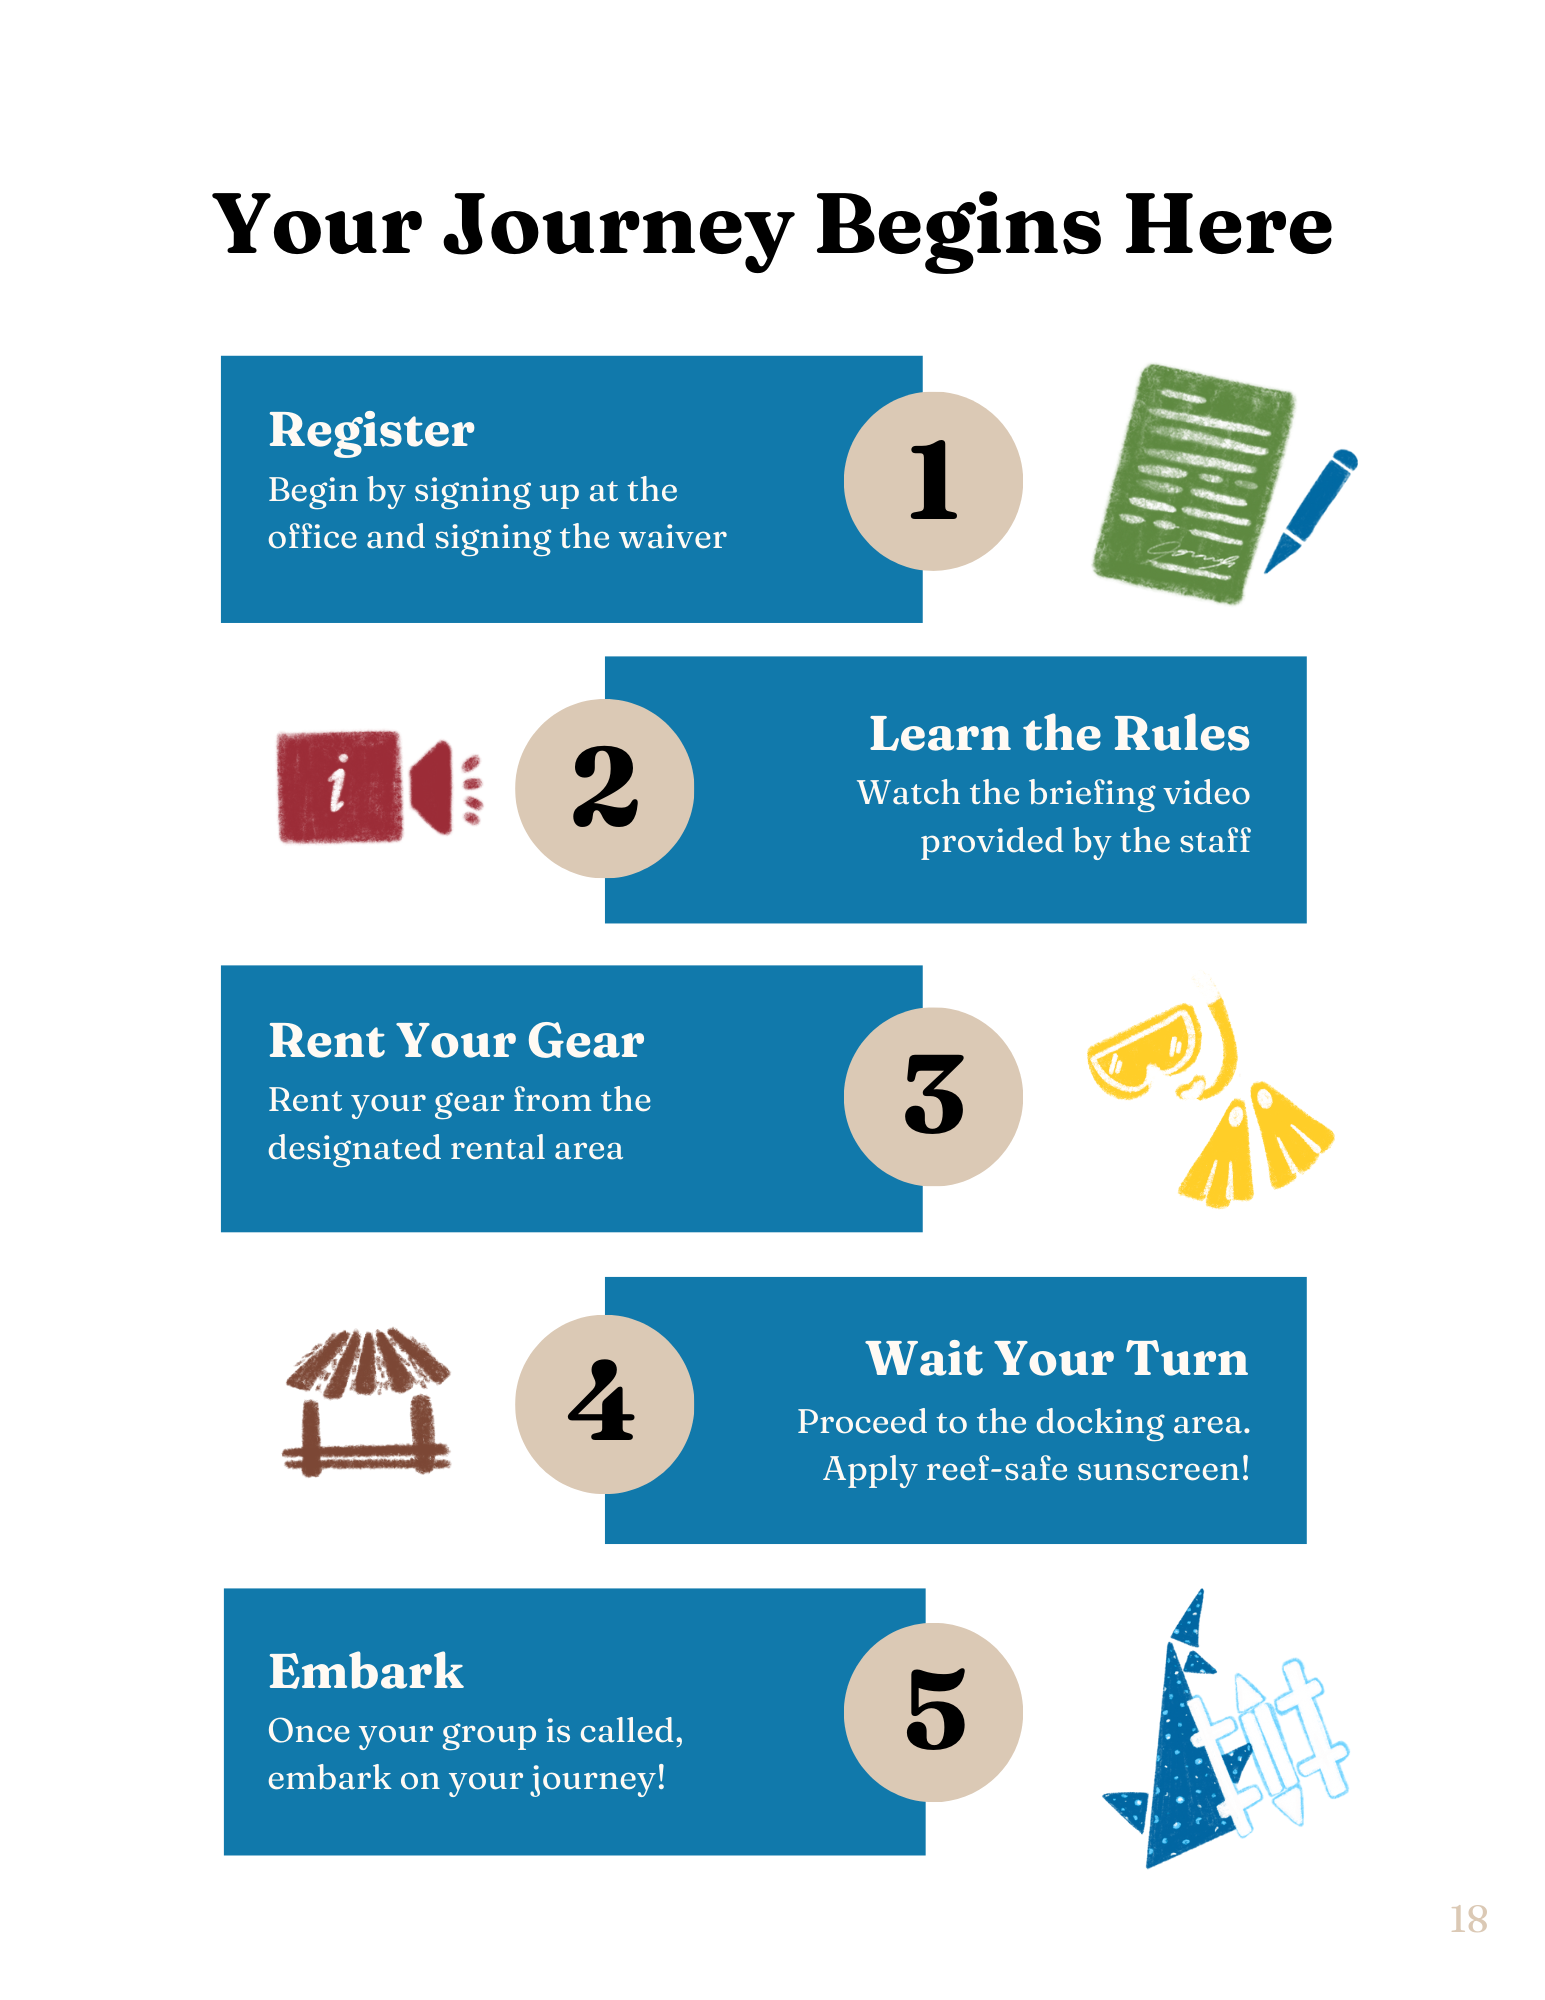 Your Journey Begins Here
Register
Begin by signing up at the
office and signing the waiver
1
i
2
Learn the Rules
Watch the briefing video
provided by the staff
Rent Your Gear
Rent your gear from the
designated rental area
3
4
Wait Your Turn
Proceed to the docking area.
Apply reef-safe sunscreen!
Embark
Once your group is called,
embark on your journey!
5
18